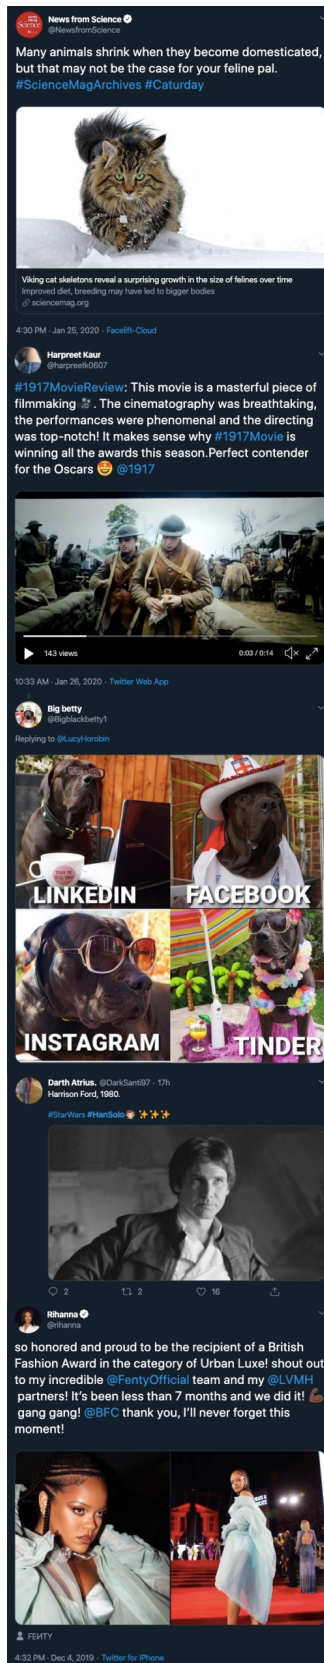 News from Science
@NewsfromScience
Many animals shrink when they become domesticated,
but that may not be the case for your feline pal.
#ScienceMagArchives #Caturday
Viking cat skeletons reveal a surprising growth in the size of felines over time
Improved diet, breeding may have led to bigger bodies
sciencemag.org
4:30 PM · Jan 25, 2020 · Facelift-Cloud
Harpreet Kaur
@harpreetk0607
#1917MovieReview: This movie is a masterful piece of
filmmaking 🎥. The cinematography was breathtaking,
the performances were phenomenal and the directing
was top-notch! It makes sense why #1917Movie is
winning all the awards this season.Perfect contender
for the Oscars 🤩 @1917
143 views
0:03 / 0:14
10:33 AM · Jan 26, 2020 · Twitter Web App
Big betty
@Bigblackbetty1
Replying to @LucyHorobin
LINKEDIN
FACEBOOK
INSTAGRAM
TINDER
Darth Atrius. @DarkSanti97 · 17h
Harrison Ford, 1980.
#StarWars #HanSolo
2
2
16
Rihanna
@rihanna
so honored and proud to be the recipient of a British
Fashion Award in the category of Urban Luxe! shout out
to my incredible @FentyOfficial team and my @LVMH
partners! It's been less than 7 months and we did it! 💪🏾
gang gang! @BFC thank you, I'll never forget this
moment!
FEИTY
4:32 PM · Dec 4, 2019 · Twitter for iPhone